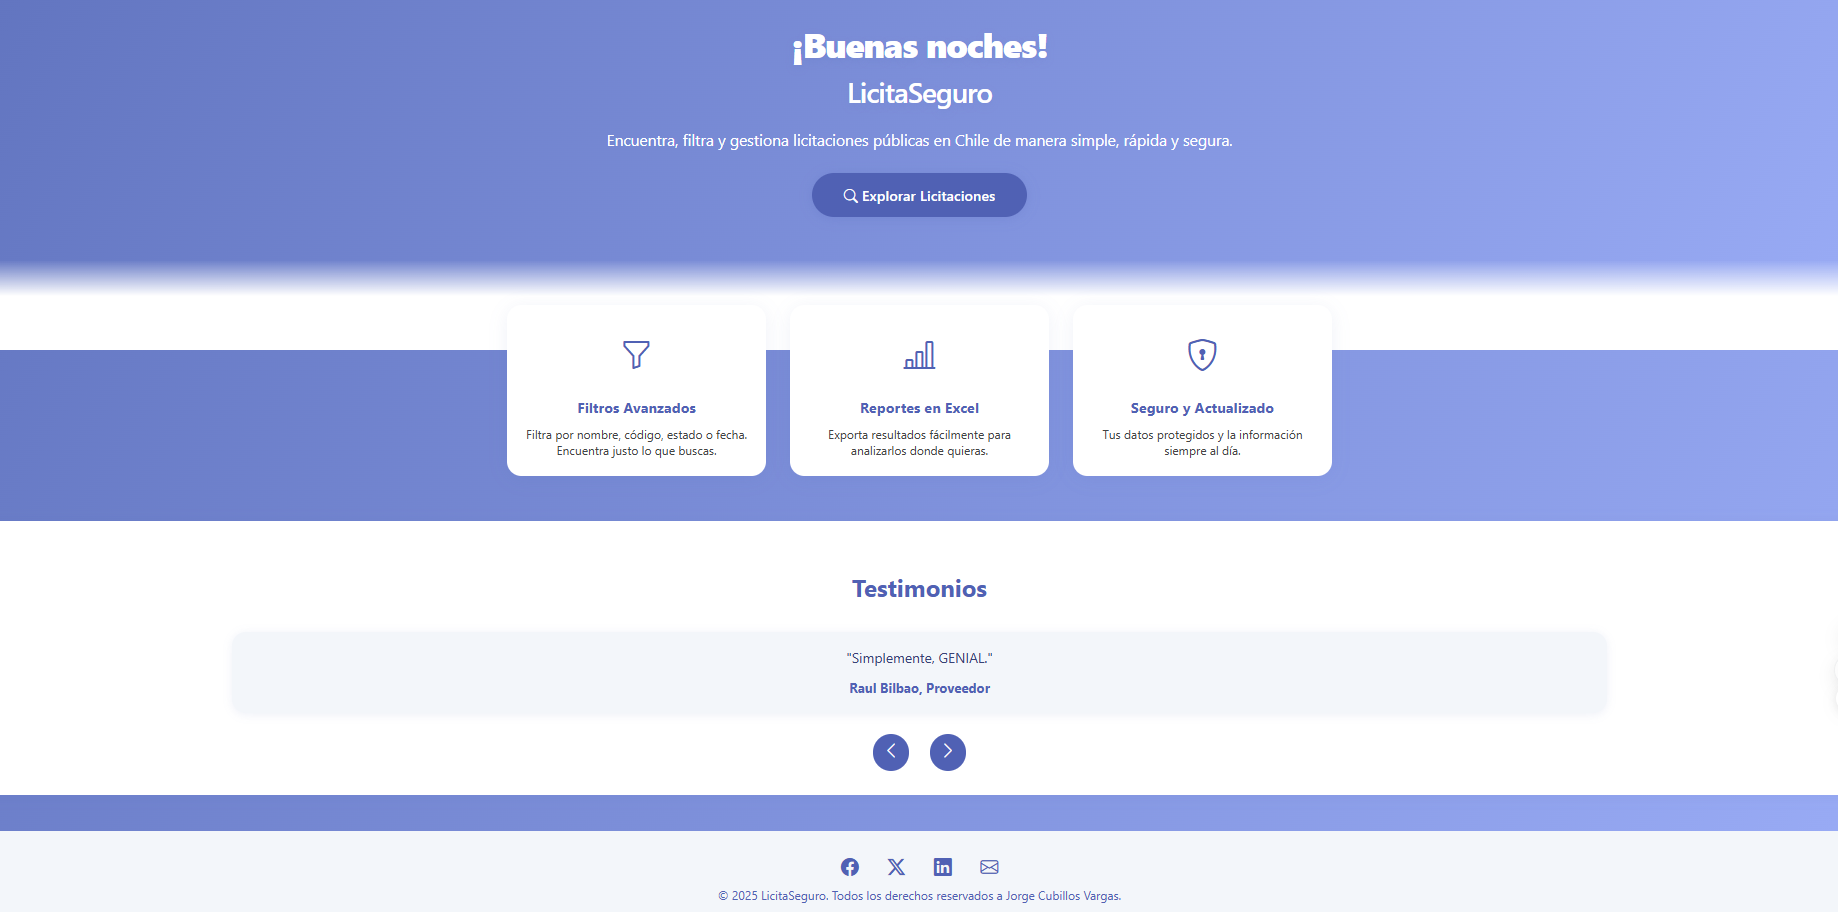 ¡Buenas noches!
LicitaSeguro
Encuentra, filtra y gestiona licitaciones públicas en Chile de manera simple, rápida y segura.
Explorar Licitaciones
Filtros Avanzados
Filtra por nombre, código, estado o fecha.
Encuentra justo lo que buscas.
Reportes en Excel
Exporta resultados fácilmente para
analizarlos donde quieras.
Seguro y Actualizado
Tus datos protegidos y la información
siempre al día.
Testimonios
"Simplemente, GENIAL."
Raul Bilbao, Proveedor
© 2025 LicitaSeguro. Todos los derechos reservados a Jorge Cubillos Vargas.